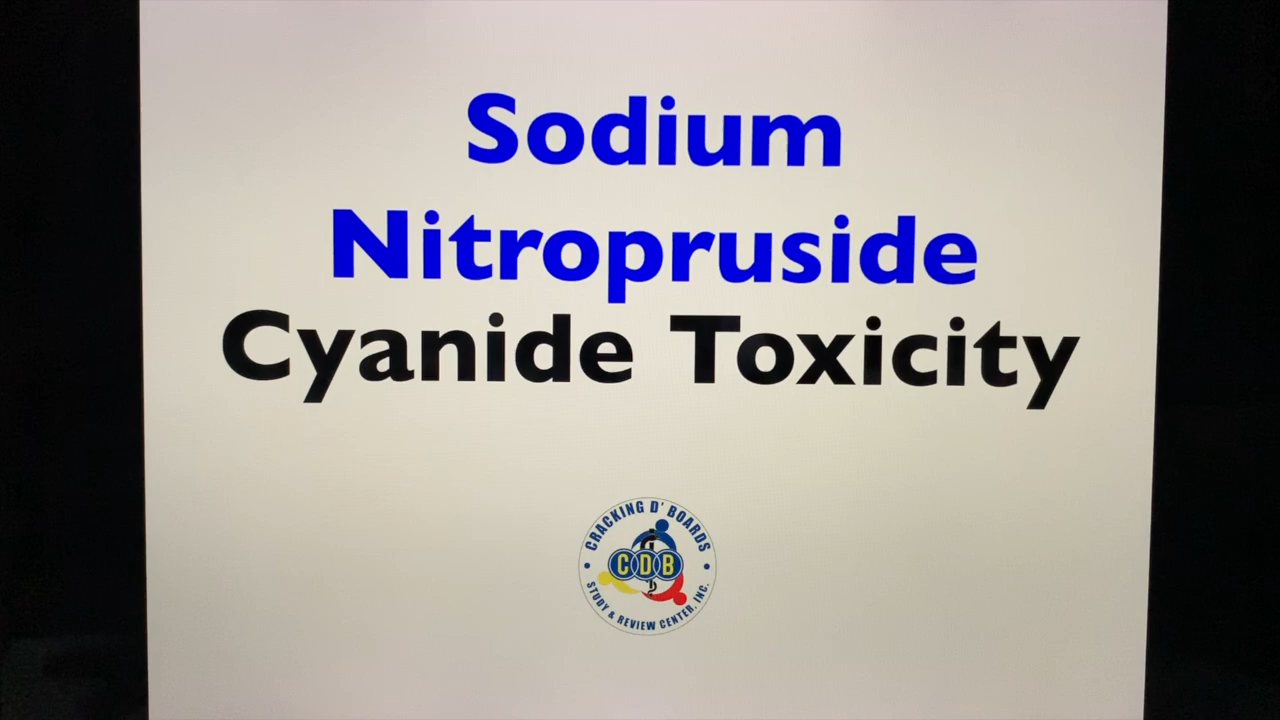 Sodium
Nitropruside
Cyanide Toxicity
CRACKING D' BOARDS
CDB
STUDY & REVIEW CENTER, INC.